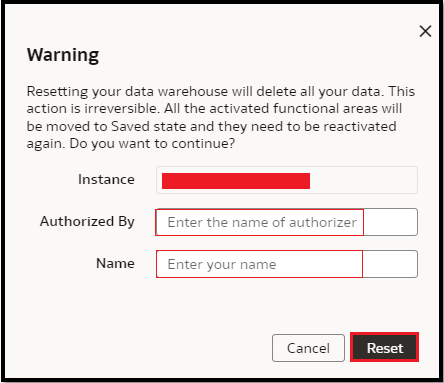 Warning
Resetting your data warehouse will delete all your data. This
action is irreversible. All the activated functional areas will
be moved to Saved state and they need to be reactivated
again. Do you want to continue?
Instance
Authorized By
Enter the name of authorizer
Name
Enter your name
Cancel
Reset